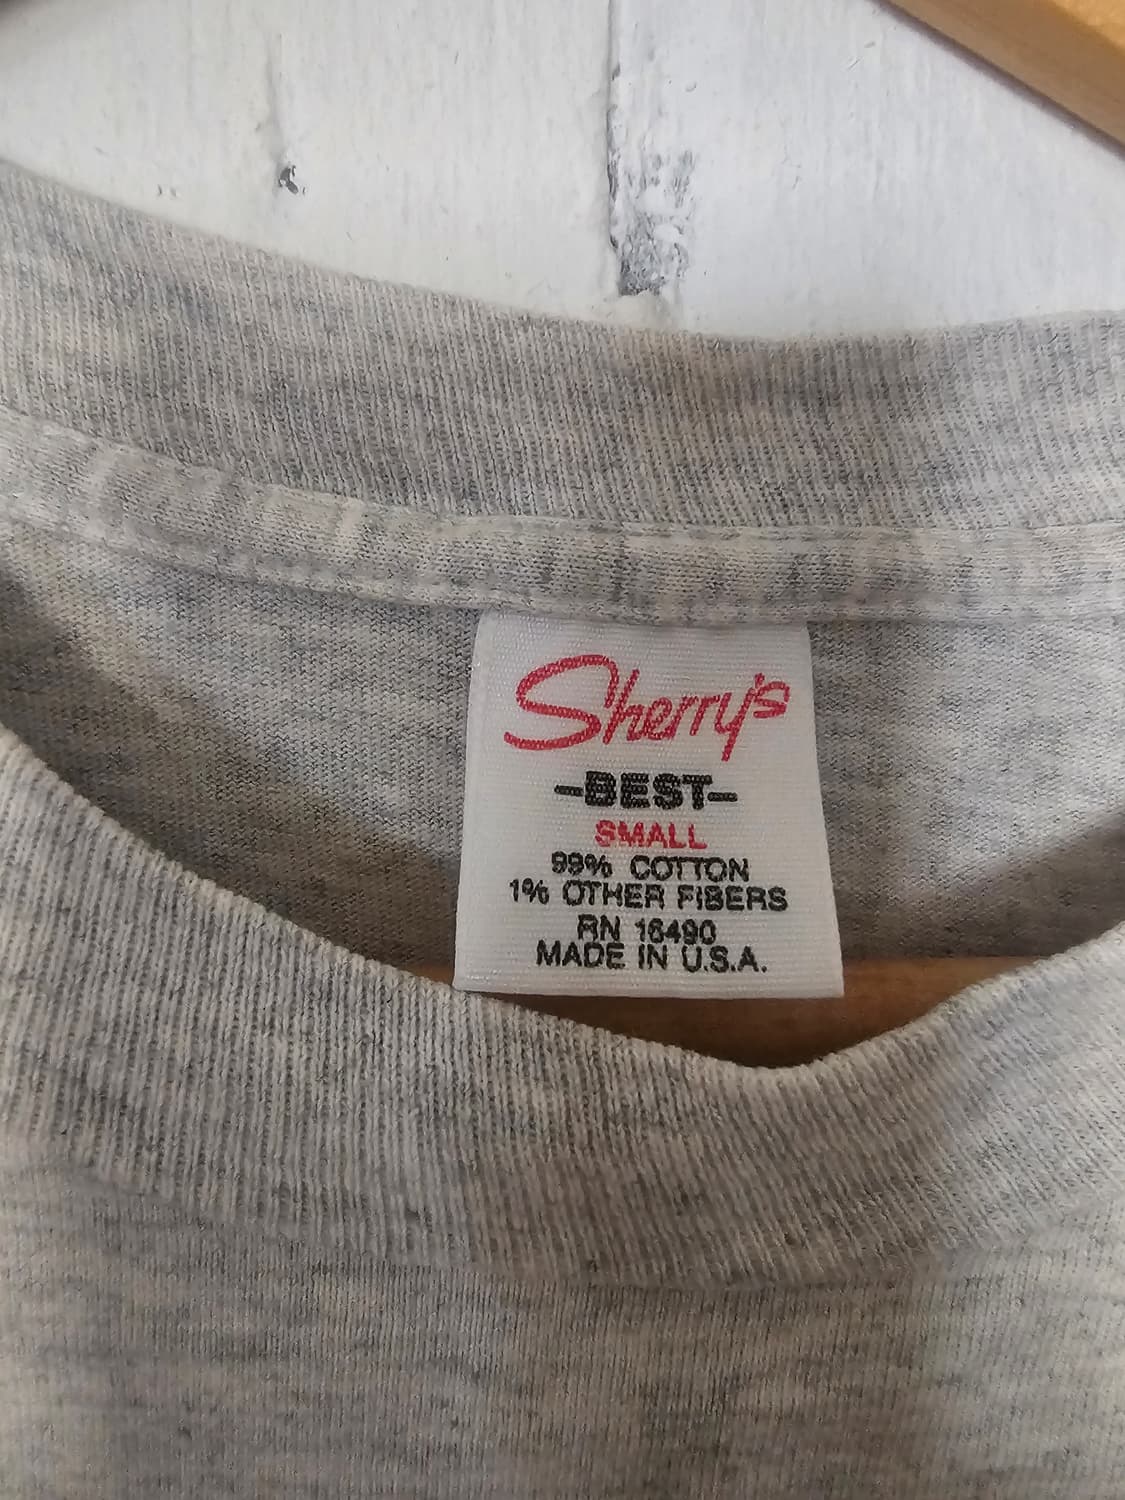 Sherry's
-BEST-
SMALL
99% COTTON
1% OTHER FIBERS
RN 16490
MADE IN U.S.A.